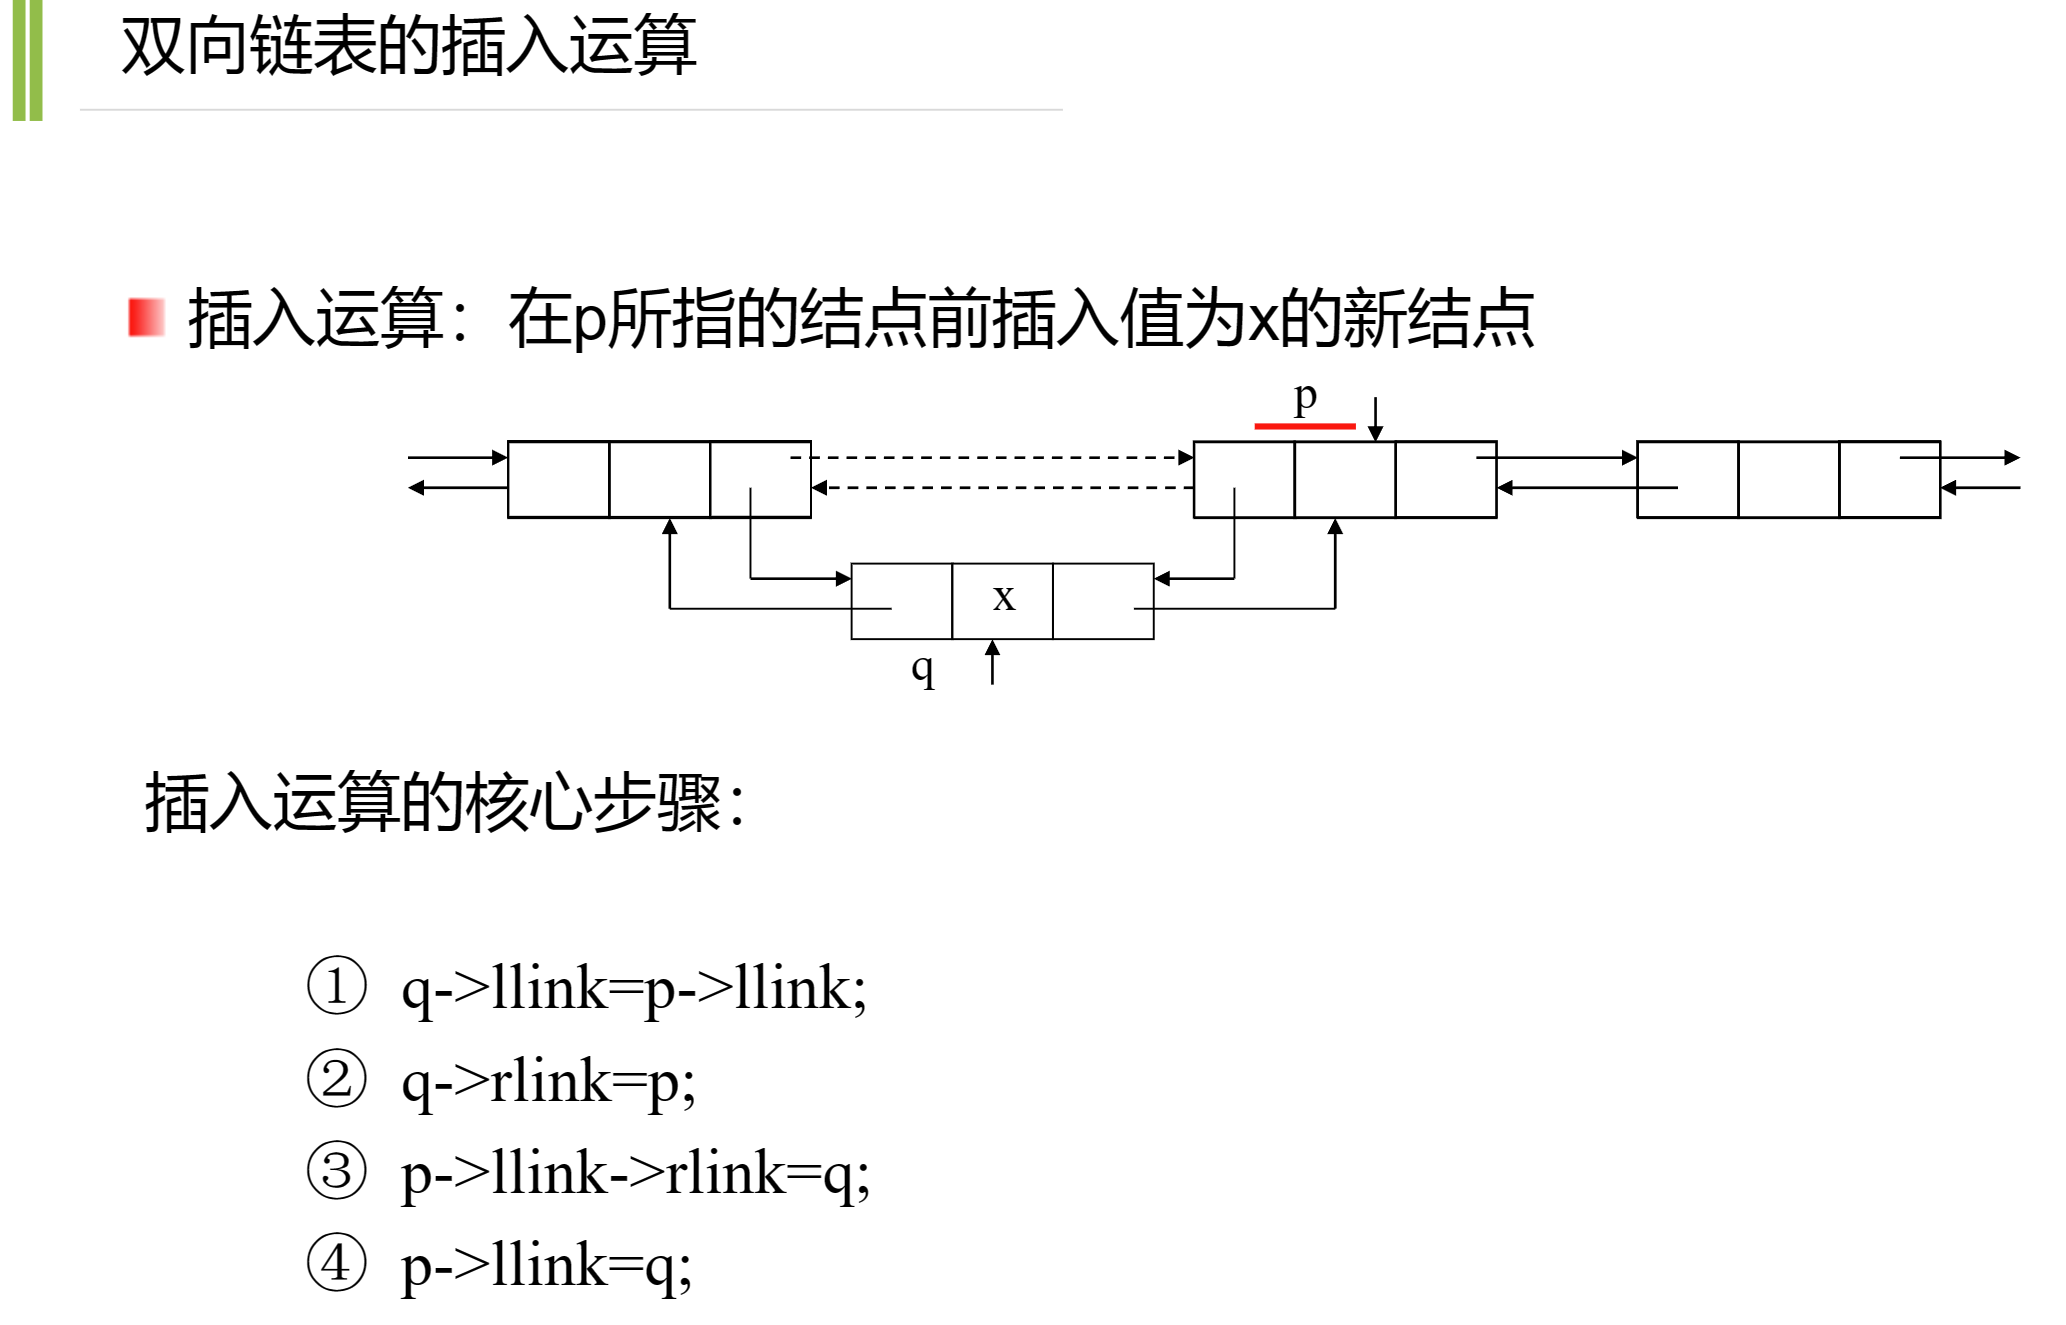 双向链表的插入运算
插入运算：在p所指的结点前插入值为x的新结点
p
x
q
插入运算的核心步骤：
① q->llink=p->llink;
② q->rlink=p;
③ p->llink->rlink=q;
④ p->llink=q;